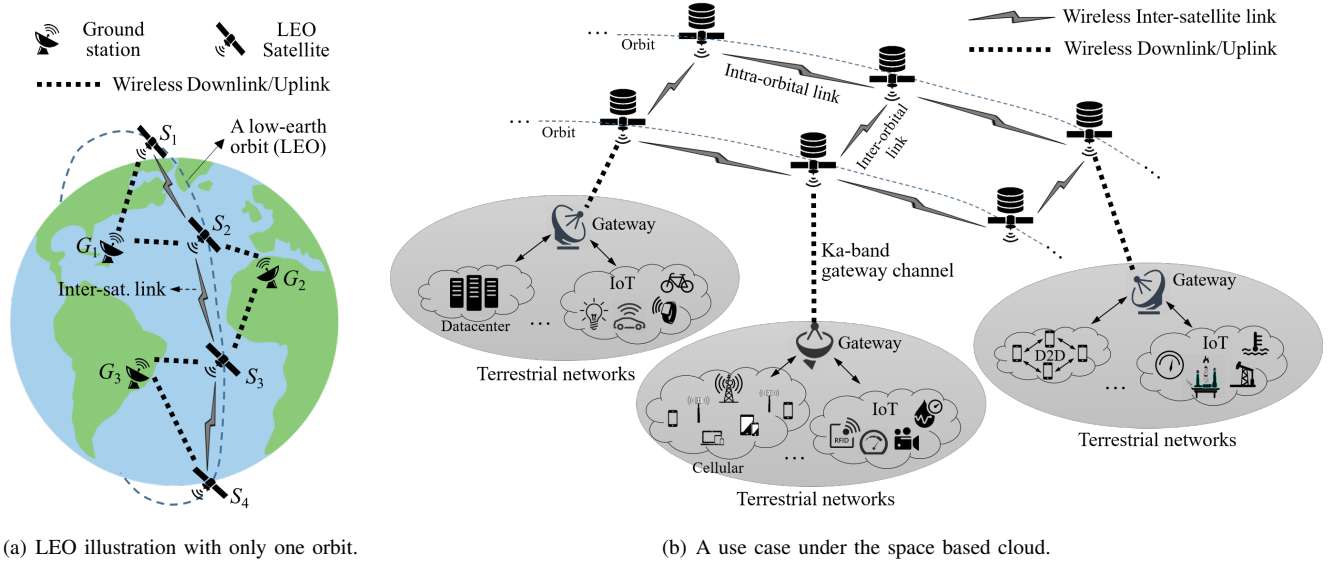 Ground
station
LEO
Satellite
Wireless Downlink/Uplink
S1
A low-earth
orbit (LEO)
S2
G1
G2
Inter-sat. link
G3
S3
S4
(a) LEO illustration with only one orbit.
Wireless Inter-satellite link
Wireless Downlink/Uplink
... Orbit
Intra-orbital link
... Orbit
Inter-orbital
link
...
...
Gateway
IoT
Datacenter
...
Terrestrial networks
Ka-band
gateway channel
Gateway
IoT
RFID
Cellular
...
Terrestrial networks
Gateway
D2D
IoT
...
Terrestrial networks
(b) A use case under the space based cloud.